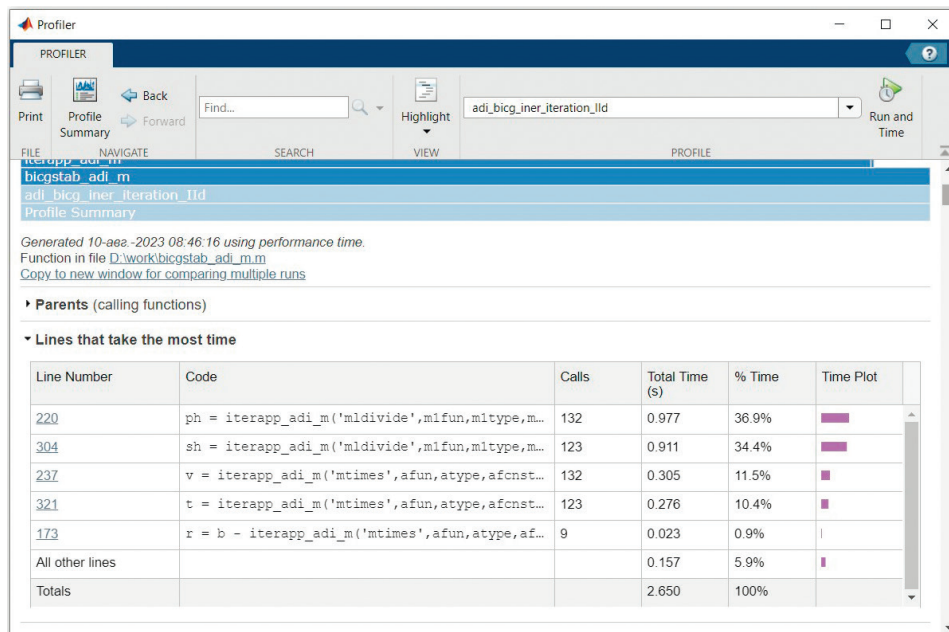 Profiler
PROFILER
?
Print
Profile Summary
Back
Forward
Find...
Highlight
adi_bicg_iner_iteration_IId
Run and Time
FILE
NAVIGATE
SEARCH
VIEW
PROFILE
iterapp_adi_m
bicgstab_adi_m
adi_bicg_iner_iteration_IId
Profile Summary
Generated 10-авг.-2023 08:46:16 using performance time.
Function in file D:\work\bicgstab_adi_m.m
Copy to new window for comparing multiple runs
Parents (calling functions)
Lines that take the most time
Line Number Code Calls Total Time (s) % Time Time Plot
220 ph = iterapp_adi_m('mldivide',m1fun,m1type,m... 132 0.977 36.9%
304 sh = iterapp_adi_m('mldivide',m1fun,m1type,m... 123 0.911 34.4%
237 v = iterapp_adi_m('mtimes',afun,atype,afcnst... 132 0.305 11.5%
321 t = iterapp_adi_m('mtimes',afun,atype,afcnst... 123 0.276 10.4%
173 r = b - iterapp_adi_m('mtimes',afun,atype,af... 9 0.023 0.9%
All other lines 0.157 5.9%
Totals 2.650 100%